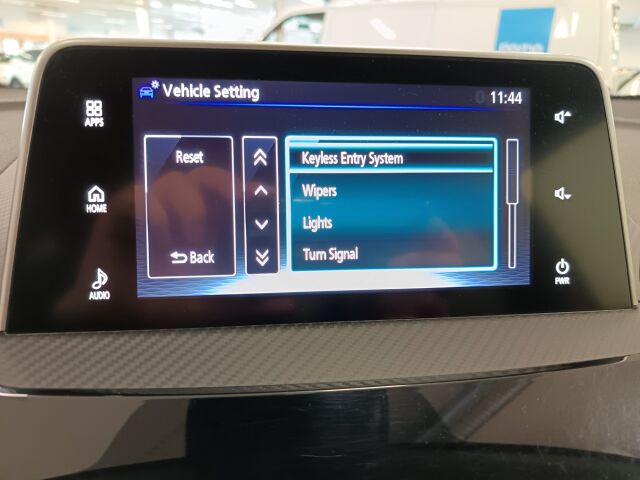 Vehicle Setting
11:44
APPS
HOME
AUDIO
Reset
Back
Keyless Entry System
Wipers
Lights
Turn Signal
PWR